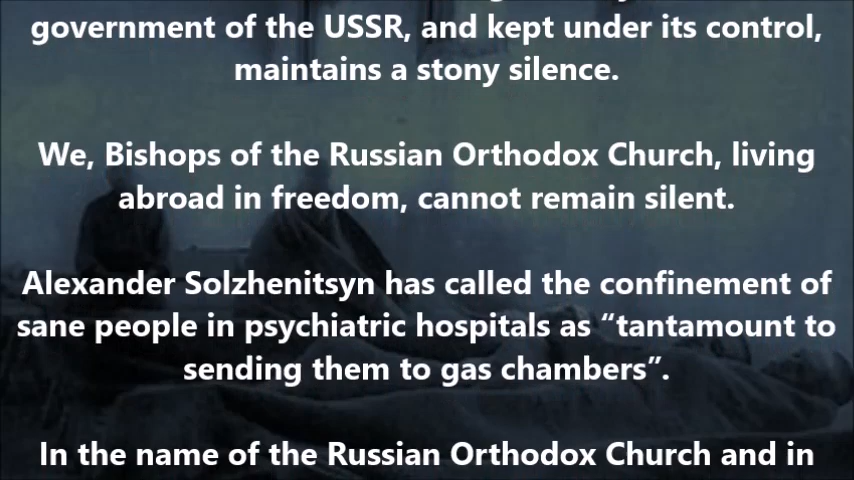 government of the USSR, and kept under its control,
maintains a stony silence.
We, Bishops of the Russian Orthodox Church, living
abroad in freedom, cannot remain silent.
Alexander Solzhenitsyn has called the confinement of
sane people in psychiatric hospitals as “tantamount to
sending them to gas chambers”.
In the name of the Russian Orthodox Church and in